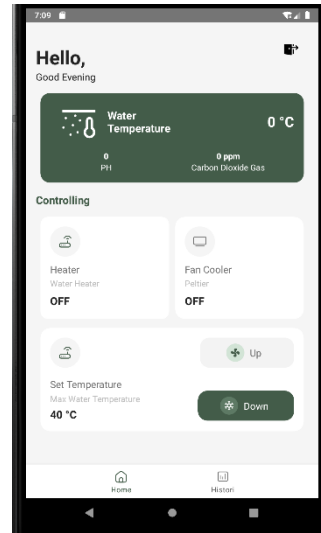 7:09
Hello,
Good Evening
Water
Temperature
0 °C
0
PH
0 ppm
Carbon Dioxide Gas
Controlling
Heater
Water Heater
OFF
Fan Cooler
Peltier
OFF
Set Temperature
Max Water Temperature
40 °C
Up
Down
Home
Histori